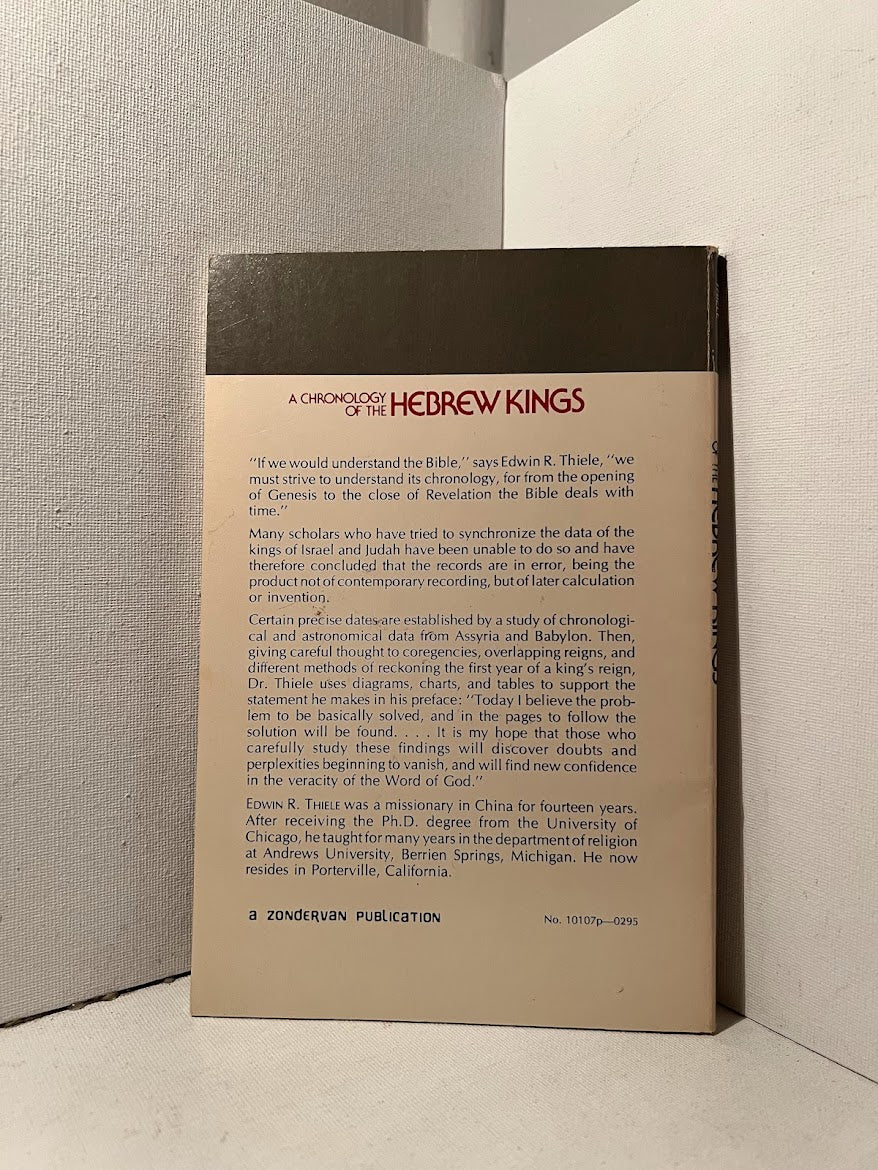 A CHRONOLOGY
OF THE HEBREW KINGS
"If we would understand the Bible," says Edwin R. Thiele, "we
must strive to understand its chronology, for from the opening
of Genesis to the close of Revelation the Bible deals with
time."
Many scholars who have tried to synchronize the data of the
kings of Israel and Judah have been unable to do so and have
therefore concluded that the records are in error, being the
product not of contemporary recording, but of later calculation
or invention.
Certain precise dates are established by a study of chronologi-
cal and astronomical data from Assyria and Babylon. Then,
giving careful thought to coregencies, overlapping reigns, and
different methods of reckoning the first year of a king's reign,
Dr. Thiele uses diagrams, charts, and tables to support the
statement he makes in his preface: "Today I believe the prob-
lem to be basically solved, and in the pages to follow the
solution will be found. . . . It is my hope that those who
carefully study these findings will discover doubts and
perplexities beginning to vanish, and will find new confidence
in the veracity of the Word of God."
EDWIN R. THIELE was a missionary in China for fourteen years.
After receiving the Ph.D. degree from the University of
Chicago, he taught for many years in the department of religion
at Andrews University, Berrien Springs, Michigan. He now
resides in Porterville, California.
a ZONDERVAN PUBLICATION
No. 10107p—0295
OF THE HEBREW KINGS